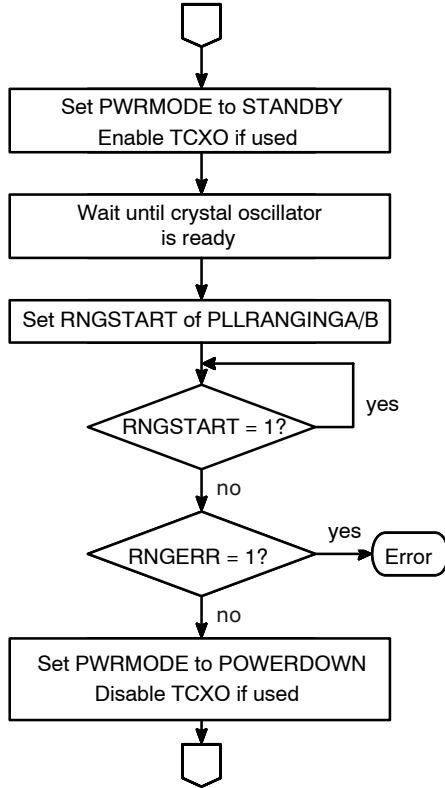 Set PWRMODE to STANDBY
Enable TCXO if used
Wait until crystal oscillator
is ready
Set RNGSTART of PLLRANGINGA/B
RNGSTART = 1?
yes
no
RNGERR = 1?
yes
Error
no
Set PWRMODE to POWERDOWN
Disable TCXO if used